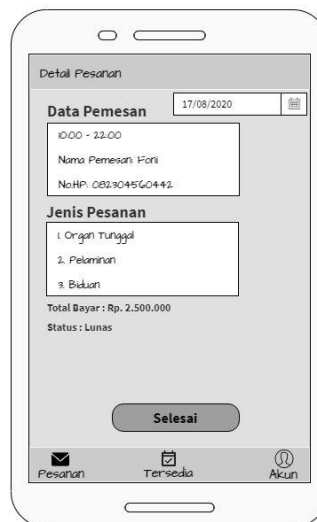 Detail Pesanan
17/08/2020
Data Pemesan
10:00 - 22:00
Nama Pemesan: Foni
No.HP: 082304560442
Jenis Pesanan
1. Organ Tunggal
2. Pelaminan
3. Biduan
Total Bayar : Rp. 2.500.000
Status : Lunas
Selesai
Pesanan Tersedia Akun